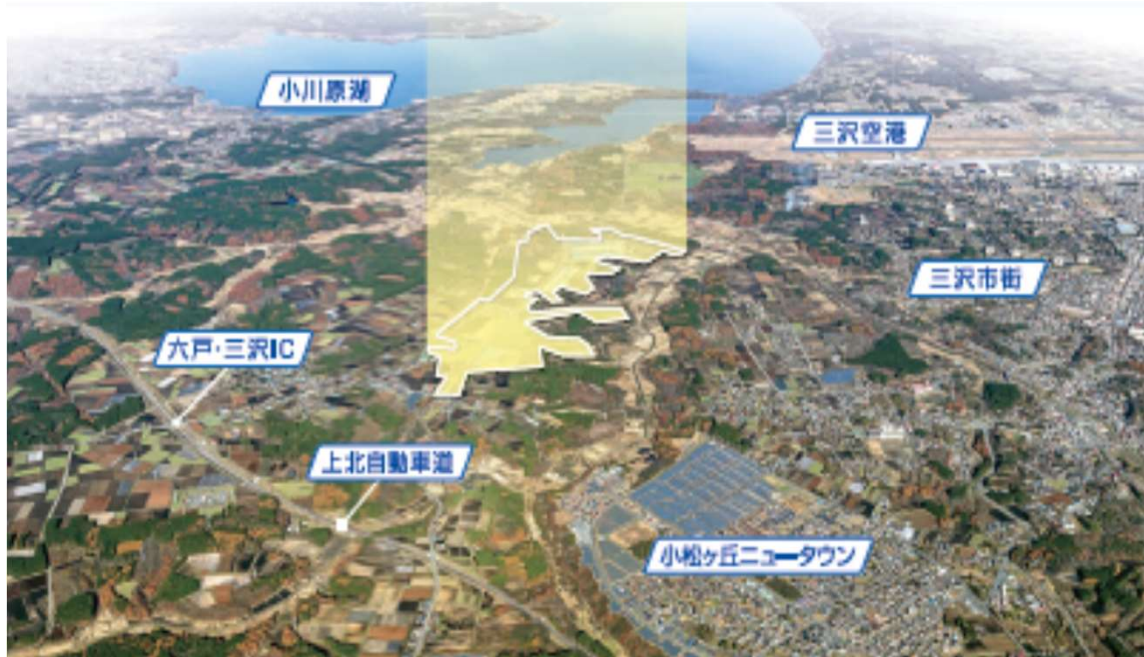 小川原湖
三沢空港
三沢市街
六戸・三沢IC
上北自動車道
小松ヶ丘ニュータウン